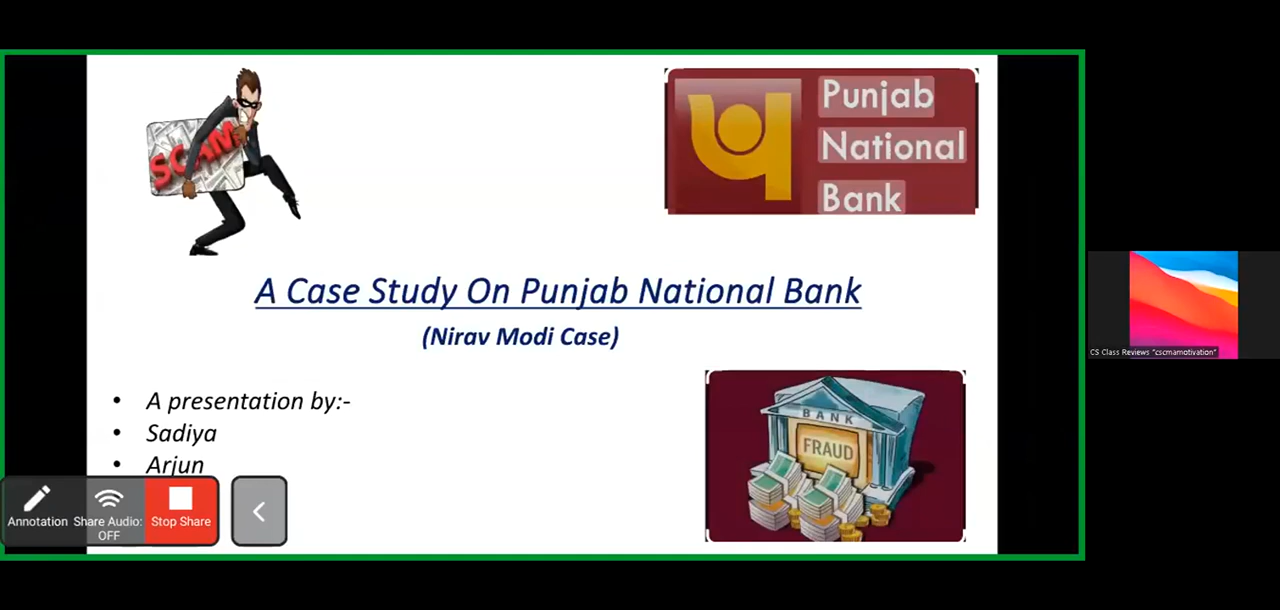 SCAM
Punjab
National
Bank
A Case Study On Punjab National Bank
(Nirav Modi Case)
• A presentation by:-
• Sadiya
• Arjun
BANK
FRAUD
Annotation
Share Audio:
OFF
Stop Share
CS Class Reviews "cscmamotivation"